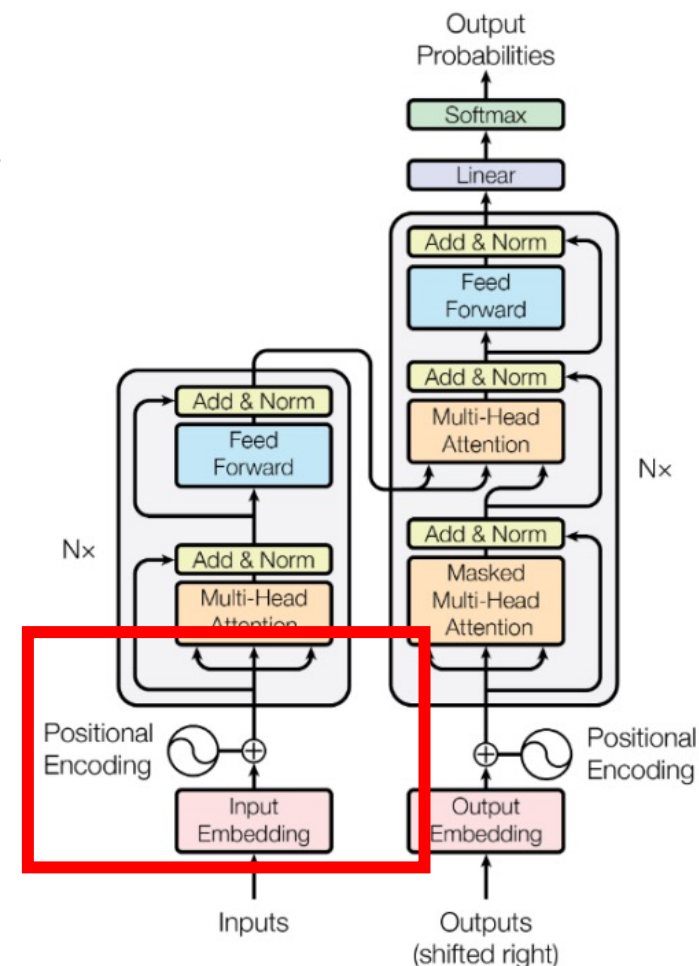 Output
Probabilities
Softmax
Linear
Add & Norm
Feed
Forward
Add & Norm
Multi-Head
Attention
Nx
Add & Norm
Masked
Multi-Head
Attention
Add & Norm
Feed
Forward
Nx
Add & Norm
Multi-Head
Attention
Positional
Encoding
Input
Embedding
Inputs
Positional
Encoding
Output
Embedding
Outputs
(shifted right)